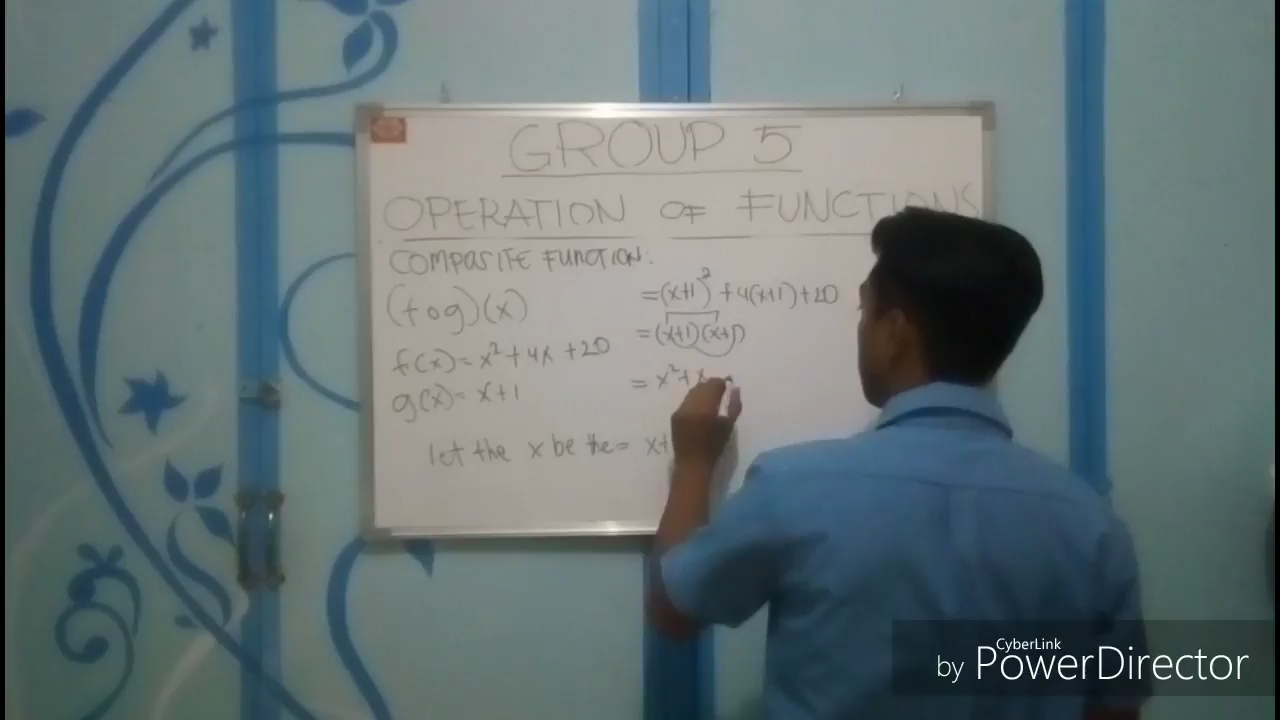 GROUP 5
OPERATION OF FUNCTIONS
COMPOSITE FUNCTION:
(fog)(x)
f(x) = x² + 4x + 20
g(x) = x + 1
let the x be the = x+
= (x+1)² + 4(x+1) + 20
= (x+1)(x+1)
= x² + x
CyberLink
by PowerDirector